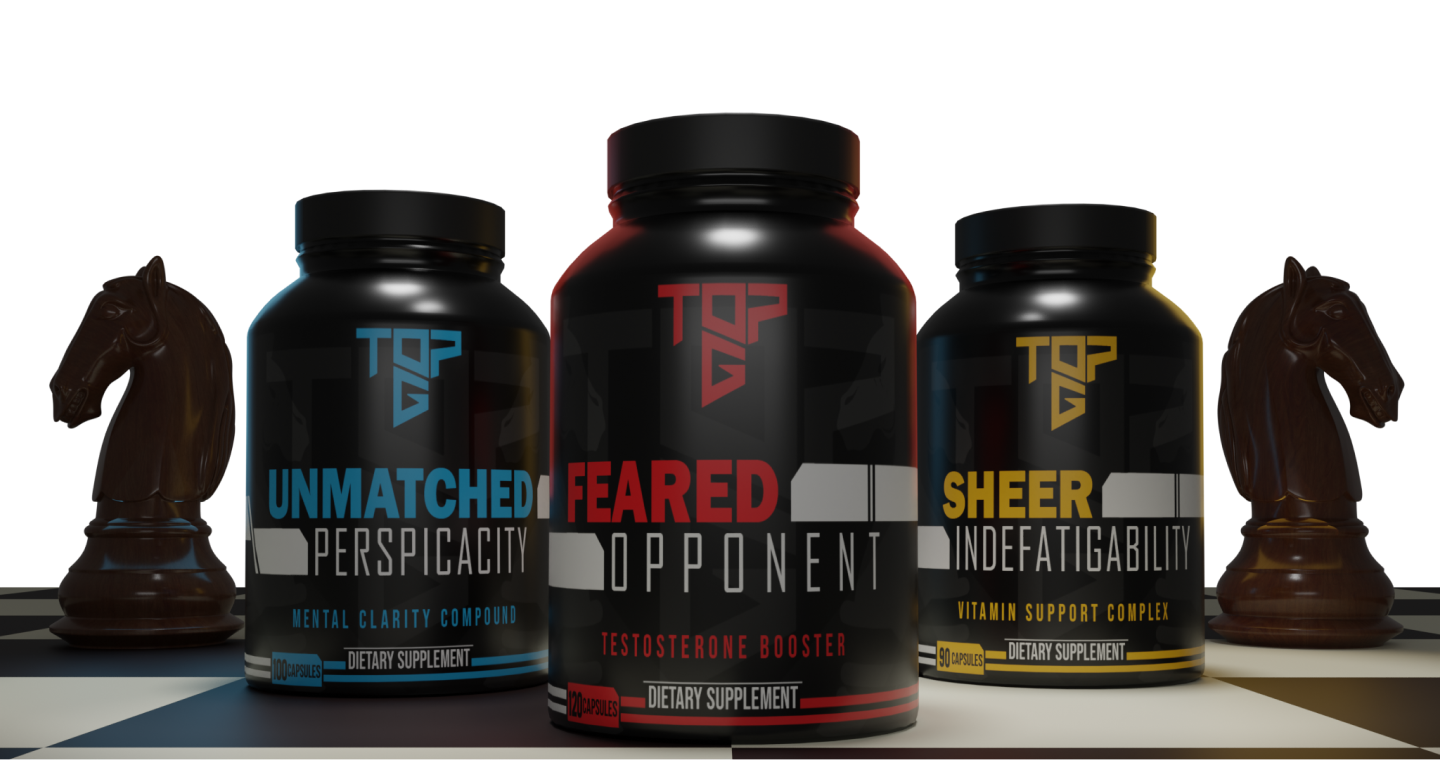 TOP
G
UNMATCHED
PERSPICACITY
MENTAL CLARITY COMPOUND
100 CAPSULES
DIETARY SUPPLEMENT
TOP
G
FEARED
OPPONENT
TESTOSTERONE BOOSTER
120 CAPSULES
DIETARY SUPPLEMENT
TOP
G
SHEER
INDEFATIGABILITY
VITAMIN SUPPORT COMPLEX
90 CAPSULES
DIETARY SUPPLEMENT